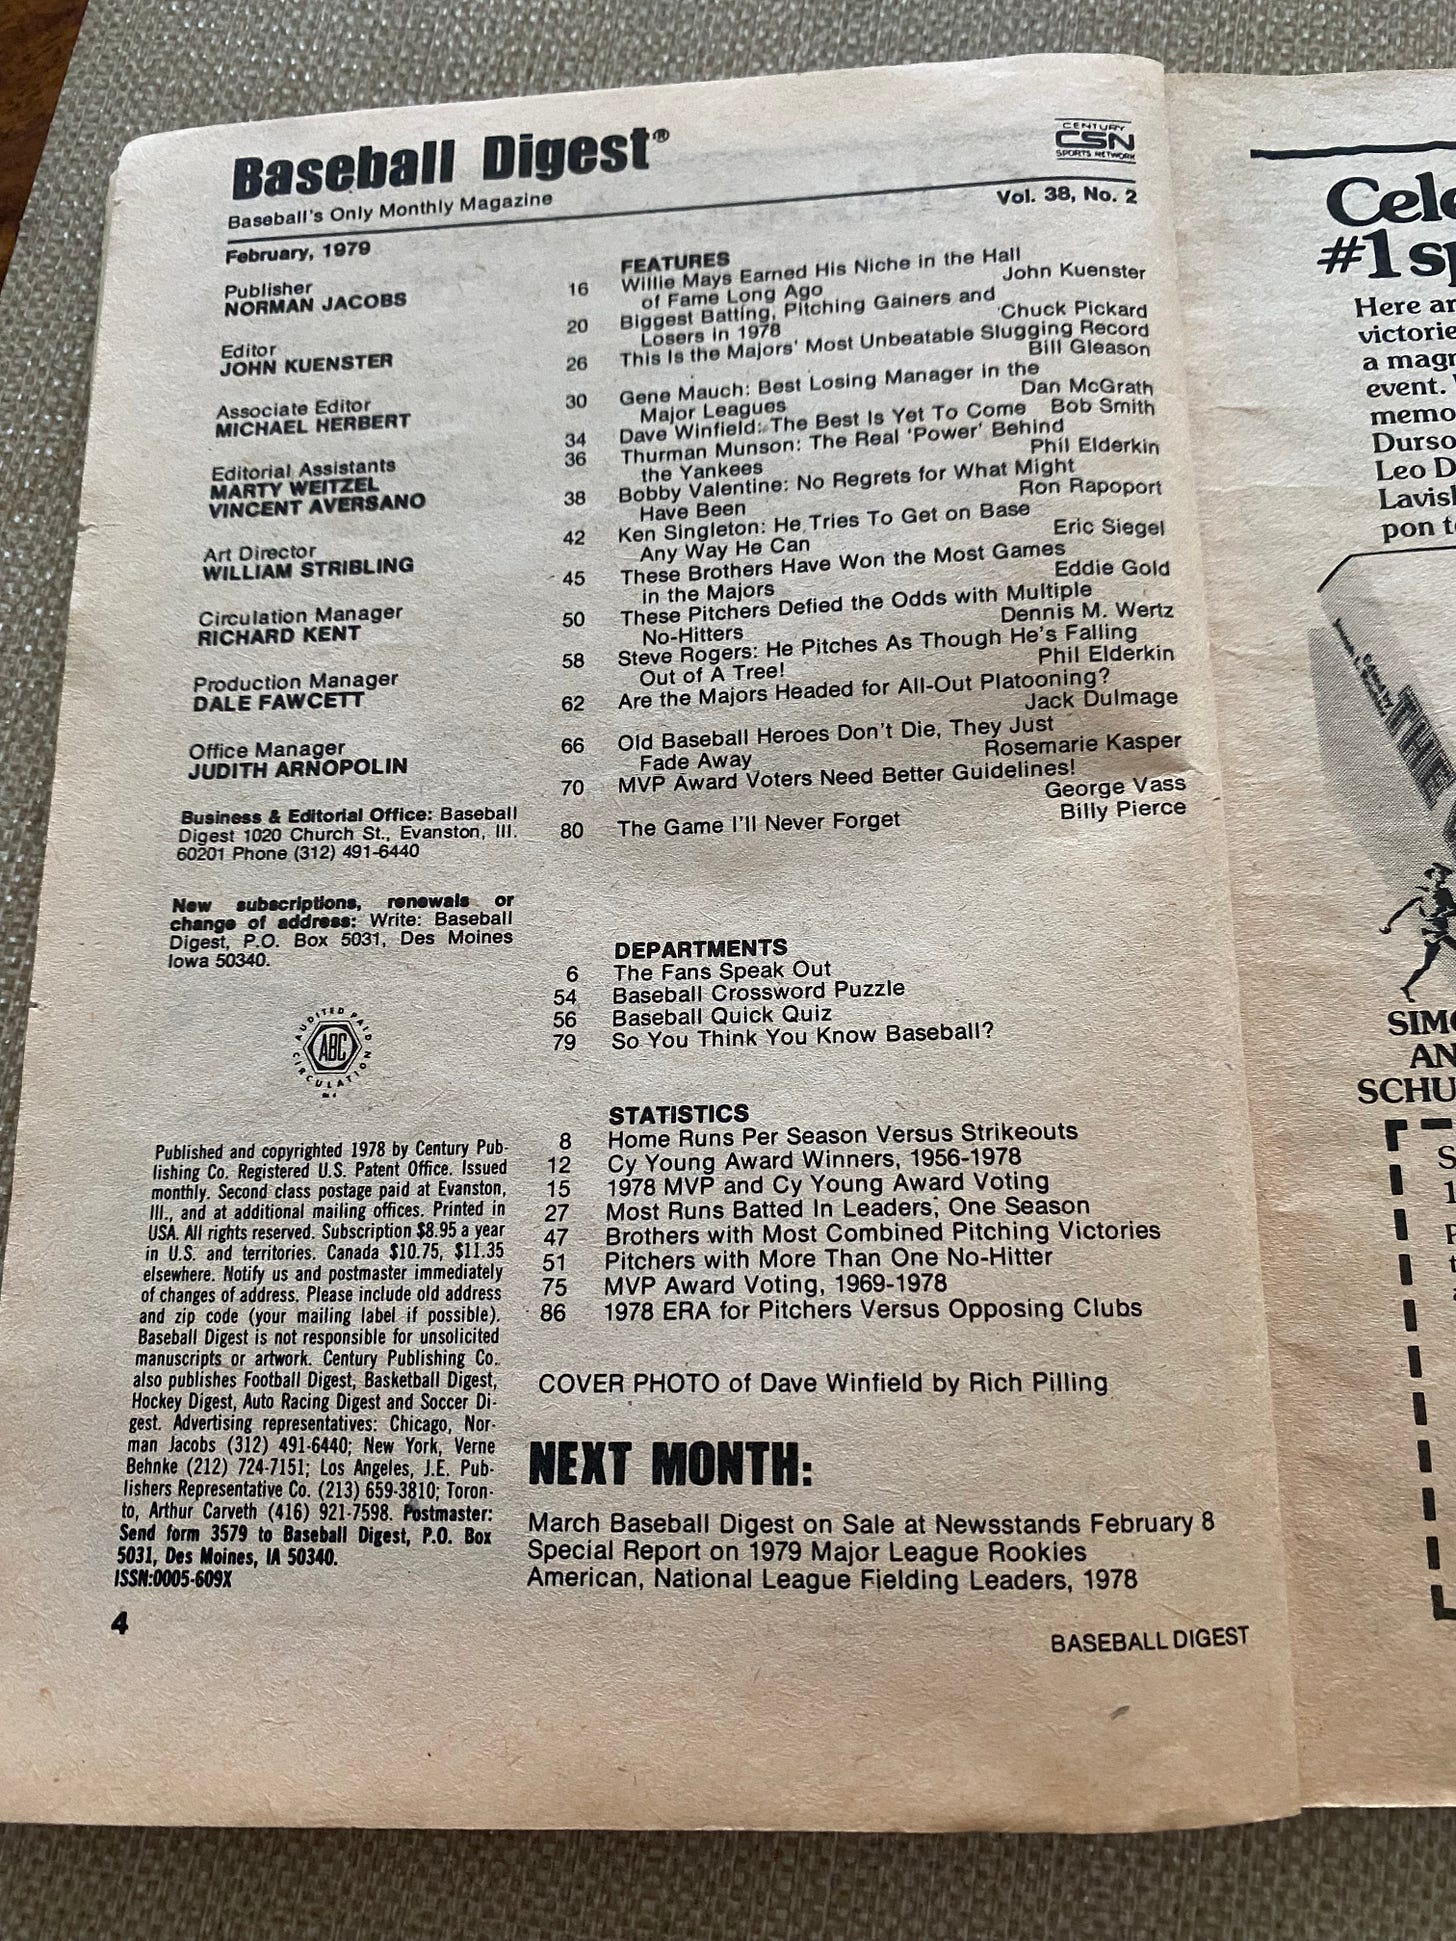 Baseball Digest®
Baseball's Only Monthly Magazine
CENTURY
CSN
SPORTS NETWORK
Vol. 38, No. 2
February, 1979
Publisher
NORMAN JACOBS
Editor
JOHN KUENSTER
Associate Editor
MICHAEL HERBERT
Editorial Assistants
MARTY WEITZEL
VINCENT AVERSANO
Art Director
WILLIAM STRIBLING
Circulation Manager
RICHARD KENT
Production Manager
DALE FAWCETT
Office Manager
JUDITH ARNOPOLIN
Business & Editorial Office: Baseball
Digest 1020 Church St., Evanston, Ill.
60201 Phone (312) 491-6440
New subscriptions, renewals or
change of address: Write: Baseball
Digest, P.O. Box 5031, Des Moines
Iowa 50340.
AUDITED PAID CIRCULATION
ABC
Published and copyrighted 1978 by Century Pub-
lishing Co. Registered U.S. Patent Office. Issued
monthly. Second class postage paid at Evanston,
Ill., and at additional mailing offices. Printed in
USA. All rights reserved. Subscription $8.95 a year
in U.S. and territories. Canada $10.75, $11.35
elsewhere. Notify us and postmaster immediately
of changes of address. Please include old address
and zip code (your mailing label if possible).
Baseball Digest is not responsible for unsolicited
manuscripts or artwork. Century Publishing Co.
also publishes Football Digest, Basketball Digest,
Hockey Digest, Auto Racing Digest and Soccer Di-
gest. Advertising representatives: Chicago, Nor-
man Jacobs (312) 491-6440; New York, Verne
Behnke (212) 724-7151; Los Angeles, J.E. Pub-
lishers Representative Co. (213) 659-3810; Toron-
to, Arthur Carveth (416) 921-7598. Postmaster:
Send form 3579 to Baseball Digest, P.O. Box
5031, Des Moines, IA 50340.
ISSN:0005-609X
4
FEATURES
16 Willie Mays Earned His Niche in the Hall
of Fame Long Ago John Kuenster
20 Biggest Batting, Pitching Gainers and
Losers in 1978 Chuck Pickard
26 This Is the Majors' Most Unbeatable Slugging Record
Bill Gleason
30 Gene Mauch: Best Losing Manager in the
Major Leagues Dan McGrath
34 Dave Winfield: The Best Is Yet To Come Bob Smith
36 Thurman Munson: The Real 'Power' Behind
the Yankees Phil Elderkin
38 Bobby Valentine: No Regrets for What Might
Have Been Ron Rapoport
42 Ken Singleton: He Tries To Get on Base
Any Way He Can Eric Siegel
45 These Brothers Have Won the Most Games
in the Majors Eddie Gold
50 These Pitchers Defied the Odds with Multiple
No-Hitters Dennis M. Wertz
58 Steve Rogers: He Pitches As Though He's Falling
Out of A Tree! Phil Elderkin
62 Are the Majors Headed for All-Out Platooning?
Jack Dulmage
66 Old Baseball Heroes Don't Die, They Just
Fade Away Rosemarie Kasper
70 MVP Award Voters Need Better Guidelines!
George Vass
80 The Game I'll Never Forget Billy Pierce
DEPARTMENTS
6 The Fans Speak Out
54 Baseball Crossword Puzzle
56 Baseball Quick Quiz
79 So You Think You Know Baseball?
STATISTICS
8 Home Runs Per Season Versus Strikeouts
12 Cy Young Award Winners, 1956-1978
15 1978 MVP and Cy Young Award Voting
27 Most Runs Batted In Leaders, One Season
47 Brothers with Most Combined Pitching Victories
51 Pitchers with More Than One No-Hitter
75 MVP Award Voting, 1969-1978
86 1978 ERA for Pitchers Versus Opposing Clubs
COVER PHOTO of Dave Winfield by Rich Pilling
NEXT MONTH:
March Baseball Digest on Sale at Newsstands February 8
Special Report on 1979 Major League Rookies
American, National League Fielding Leaders, 1978
BASEBALL DIGEST
#1
Here
a
event.
Durso
Leo D
pon
THE